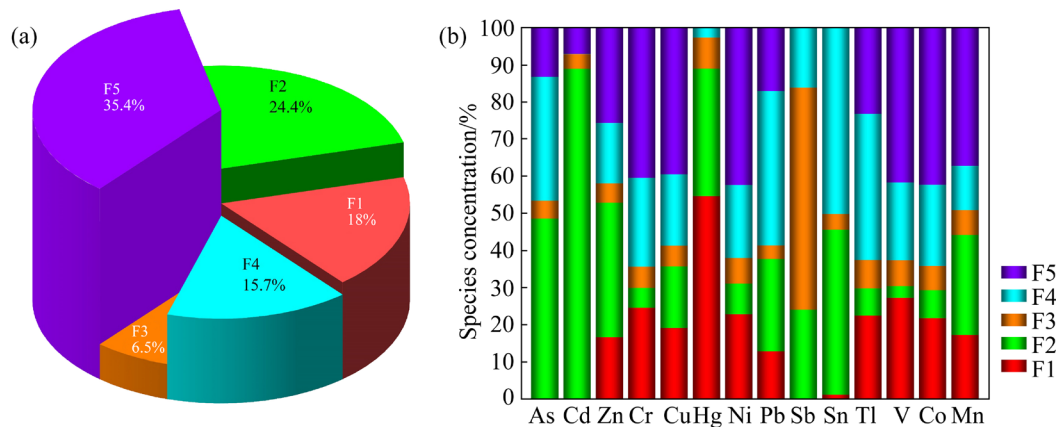 (a)
F5
35.4%
F2
24.4%
F1
18%
F4
15.7%
F3
6.5%
(b)
Species concentration/%
100
90
80
70
60
50
40
30
20
10
0
As Cd Zn Cr Cu Hg Ni Pb Sb Sn Tl V Co Mn
F5
F4
F3
F2
F1